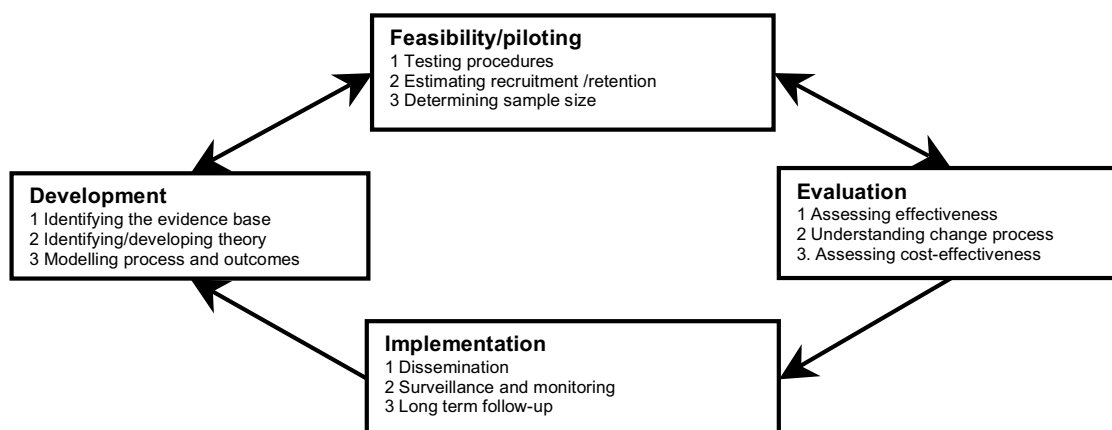 Feasibility/piloting
1 Testing procedures
2 Estimating recruitment /retention
3 Determining sample size
Development
1 Identifying the evidence base
2 Identifying/developing theory
3 Modelling process and outcomes
Evaluation
1 Assessing effectiveness
2 Understanding change process
3. Assessing cost-effectiveness
Implementation
1 Dissemination
2 Surveillance and monitoring
3 Long term follow-up